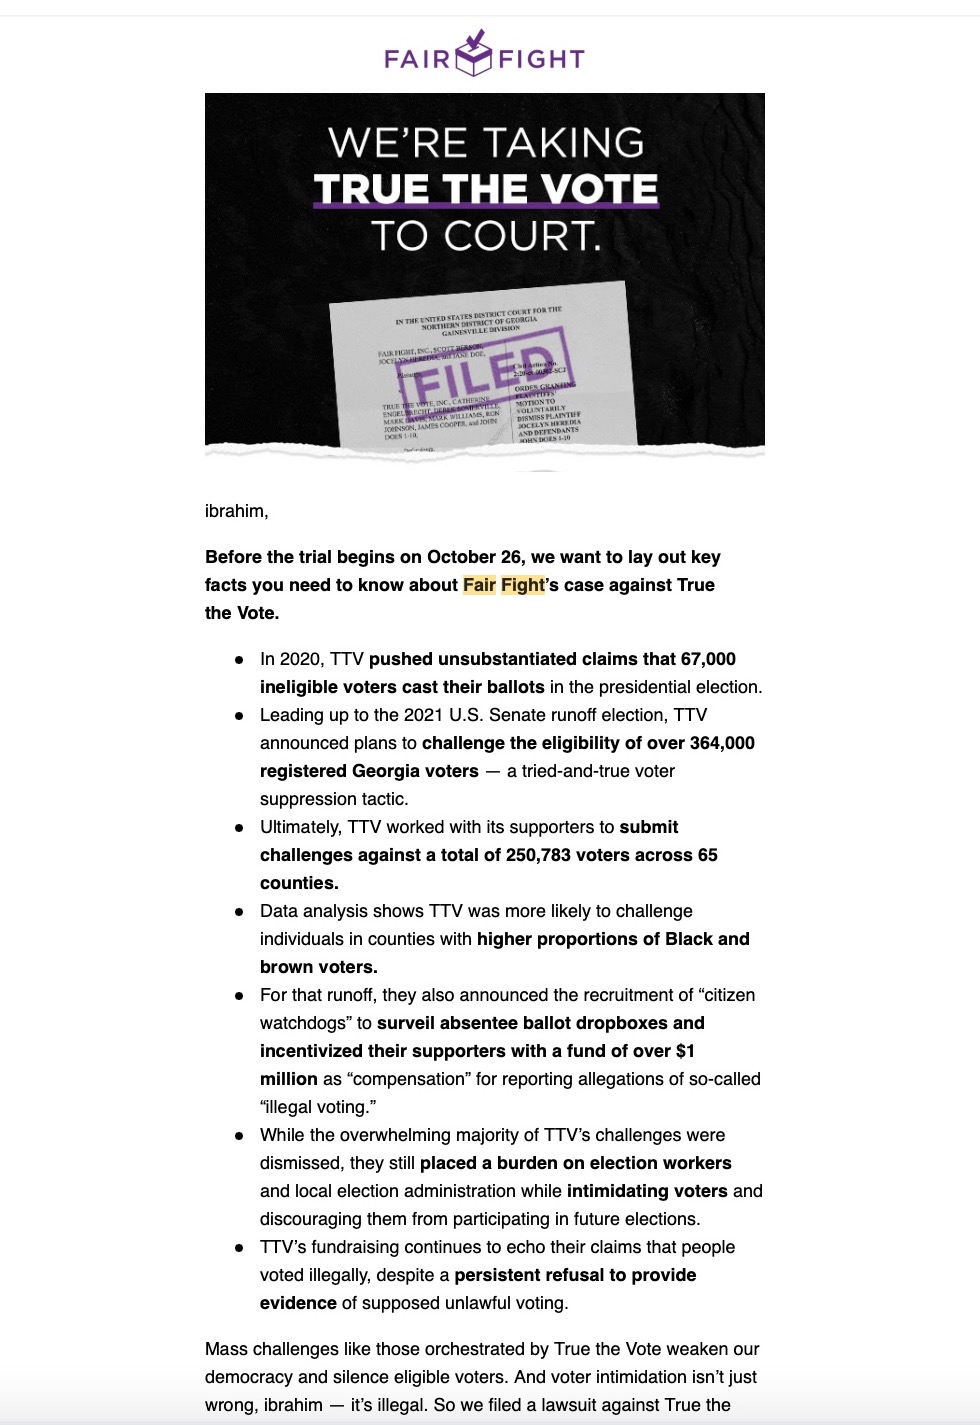 FAIR FIGHT
WE'RE TAKING
TRUE THE VOTE
TO COURT.
IN THE UNITED STATES DISTRICT COURT FOR THE
NORTHERN DISTRICT OF GEORGIA
GAINESVILLE DIVISION
FAIR FIGHT, INC., SCOTT BERSON,
JOCELYN HEREDIA, and JANE DOE,
Civil Action No.
FILED
TRUE THE VOTE, INC., CATHERINE
ENGELBRECHT, DEREK SOMERVILLE,
MARK DAVIS, MARK WILLIAMS, RON
JOHNSON, JAMES COOPER, and JOHN
DOES 1-10,
ORDER GRANTING
PLAINTIFFS'
MOTION TO
VOLUNTARILY
DISMISS PLAINTIFF
JOCELYN HEREDIA
AND DEFENDANTS
JOHN DOES 1-10
ibrahim,
Before the trial begins on October 26, we want to lay out key
facts you need to know about Fair Fight’s case against True
the Vote.
● In 2020, TTV pushed unsubstantiated claims that 67,000
ineligible voters cast their ballots in the presidential election.
● Leading up to the 2021 U.S. Senate runoff election, TTV
announced plans to challenge the eligibility of over 364,000
registered Georgia voters — a tried-and-true voter
suppression tactic.
● Ultimately, TTV worked with its supporters to submit
challenges against a total of 250,783 voters across 65
counties.
● Data analysis shows TTV was more likely to challenge
individuals in counties with higher proportions of Black and
brown voters.
● For that runoff, they also announced the recruitment of “citizen
watchdogs” to surveil absentee ballot dropboxes and
incentivized their supporters with a fund of over $1
million as “compensation” for reporting allegations of so-called
“illegal voting.”
● While the overwhelming majority of TTV’s challenges were
dismissed, they still placed a burden on election workers
and local election administration while intimidating voters and
discouraging them from participating in future elections.
● TTV’s fundraising continues to echo their claims that people
voted illegally, despite a persistent refusal to provide
evidence of supposed unlawful voting.
Mass challenges like those orchestrated by True the Vote weaken our
democracy and silence eligible voters. And voter intimidation isn’t just
wrong, ibrahim — it’s illegal. So we filed a lawsuit against True the